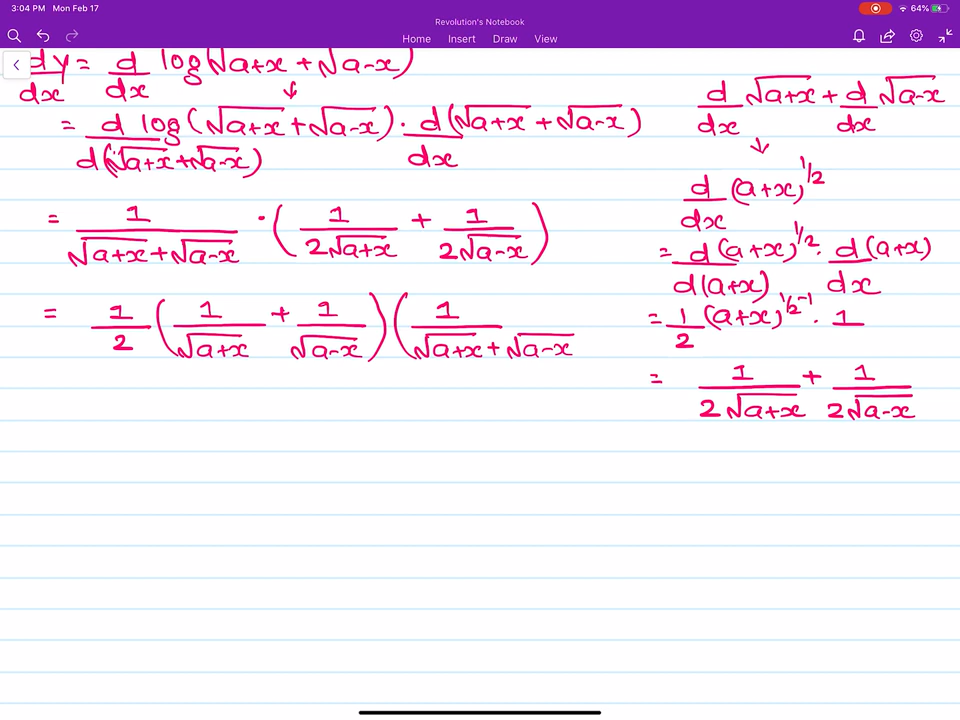 3:04 PM Mon Feb 17
64%
Revolution's Notebook
Home Insert Draw View
dy/dx = d/dx log(√a+x + √a-x)
↓
= d log(√a+x + √a-x) / d(√a+x + √a-x) · d(√a+x + √a-x) / dx
= 1/(√a+x + √a-x) · (1/(2√a+x) + 1/(2√a-x))
= 1/2 (1/√a+x + 1/√a-x) (1/(√a+x + √a-x)
d/dx √a+x + d/dx √a-x
↓
d/dx (a+x)^1/2
= d(a+x)^1/2 / d(a+x) · d(a+x)/dx
= 1/2 (a+x)^1/2-1 · 1
= 1/(2√a+x) + 1/(2√a-x)